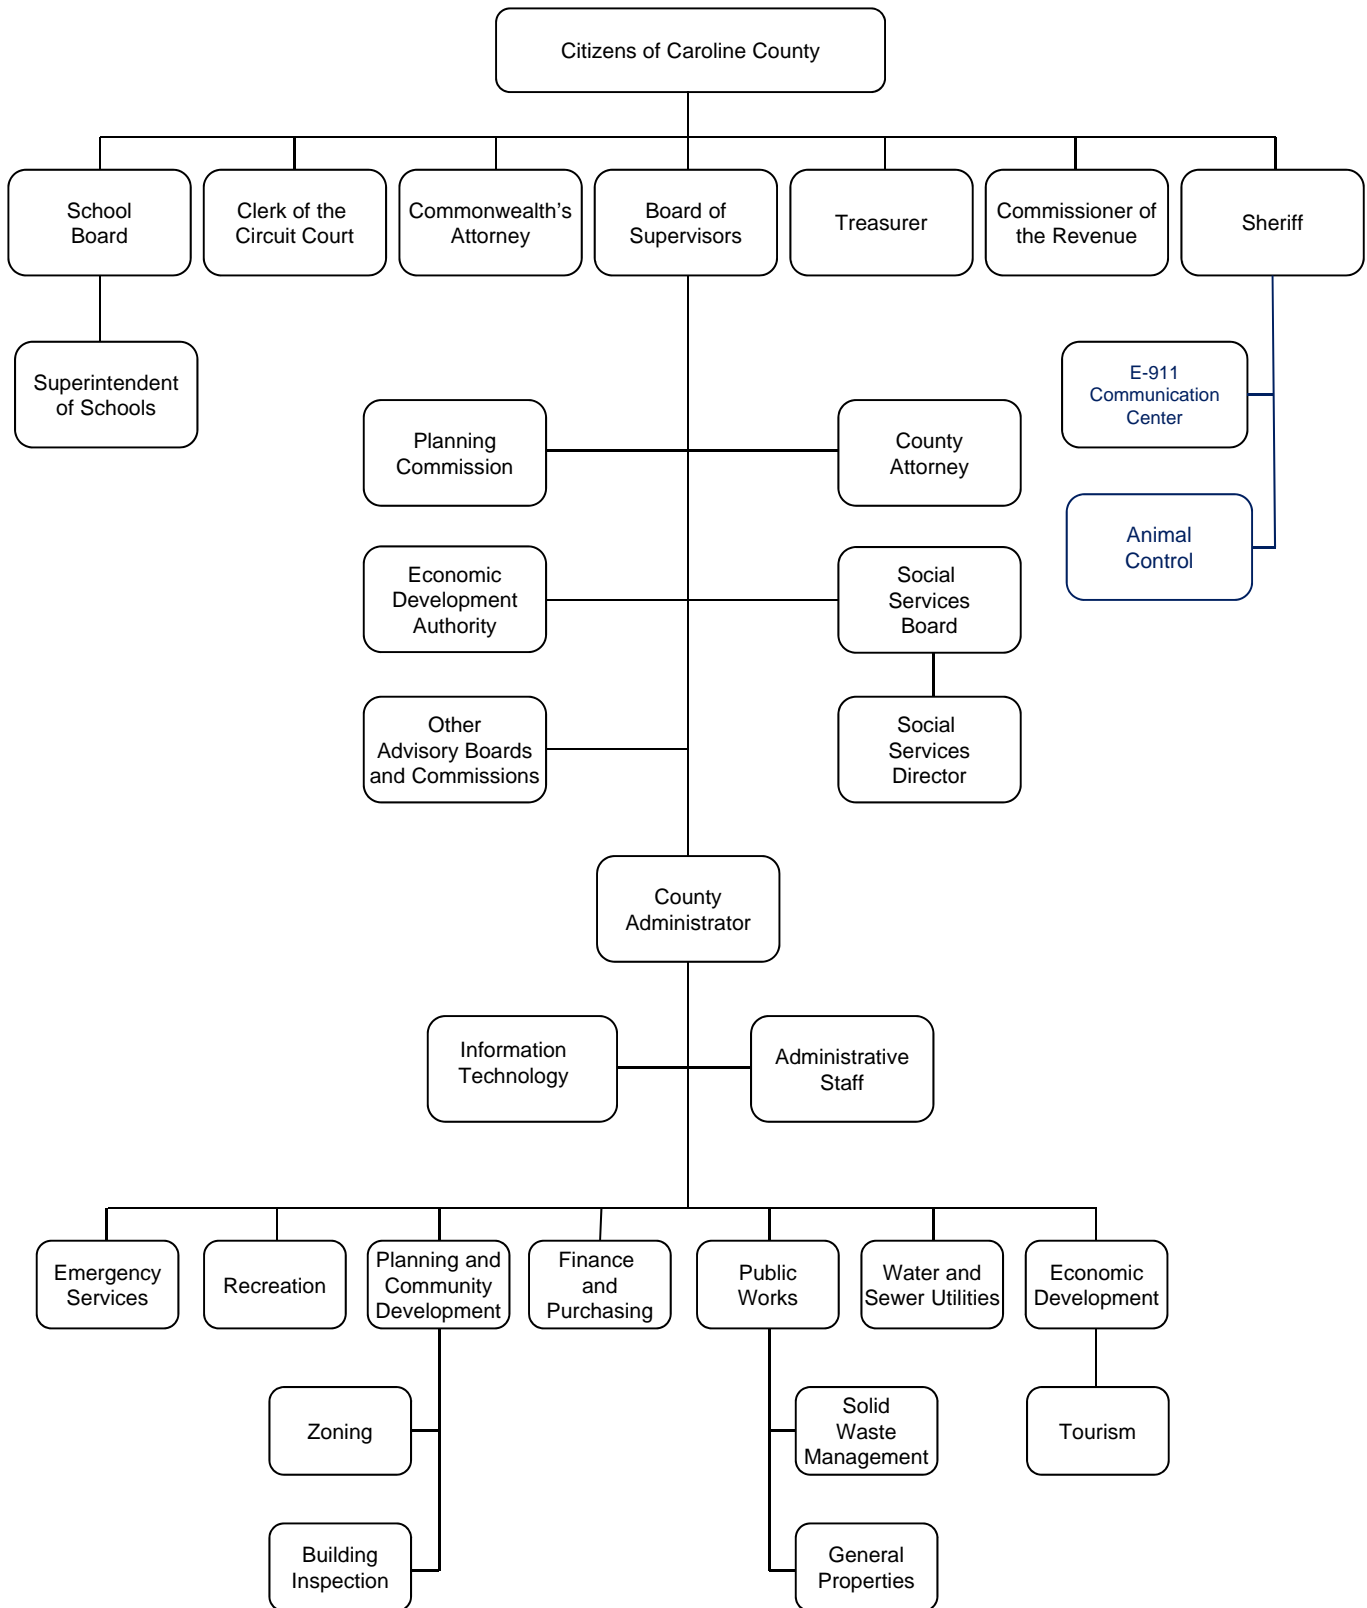 Citizens of Caroline County
School
Board
Clerk of the
Circuit Court
Commonwealth’s
Attorney
Board of
Supervisors
Treasurer
Commissioner of
the Revenue
Sheriff
Superintendent
of Schools
E-911
Communication
Center
Planning
Commission
County
Attorney
Animal
Control
Economic
Development
Authority
Social
Services
Board
Other
Advisory Boards
and Commissions
Social
Services
Director
County
Administrator
Information
Technology
Administrative
Staff
Emergency
Services
Recreation
Planning and
Community
Development
Finance
and
Purchasing
Public
Works
Water and
Sewer Utilities
Economic
Development
Zoning
Solid
Waste
Management
Tourism
Building
Inspection
General
Properties